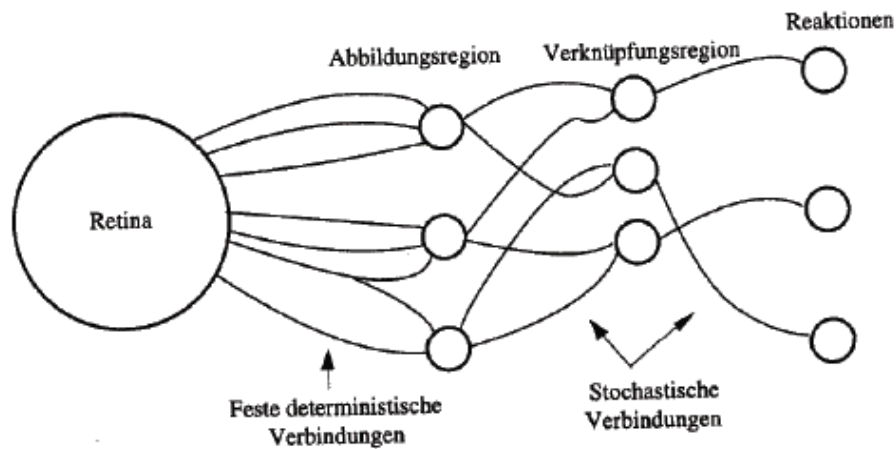 Reaktionen
Abbildungsregion
Verknüpfungsregion
Retina
Feste deterministische
Verbindungen
Stochastische
Verbindungen